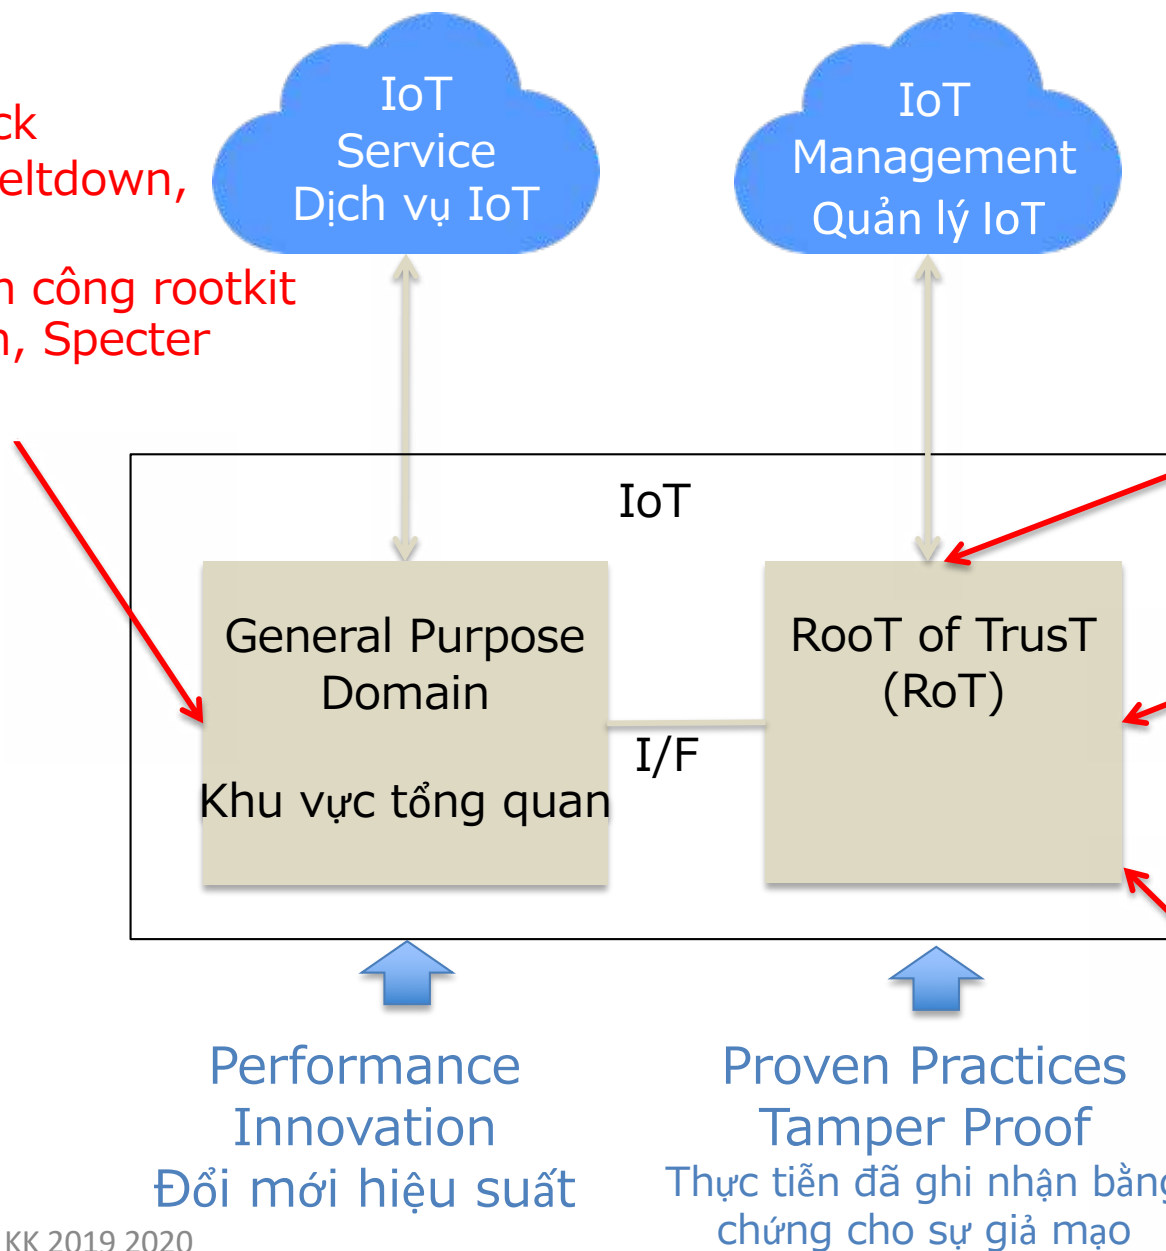 IoT
Service
Dịch vụ IoT
IoT
Management
Quản lý IoT
công rootkit
Specter
IoT
General Purpose
Domain
Khu vực tổng quan
I/F
RooT of TrusT
(RoT)
Performance
Innovation
Đổi mới hiệu suất
Proven Practices
Tamper Proof
Thực tiễn đã ghi nhận bằng
chứng cho sự giả mạo
KK 2019 2020